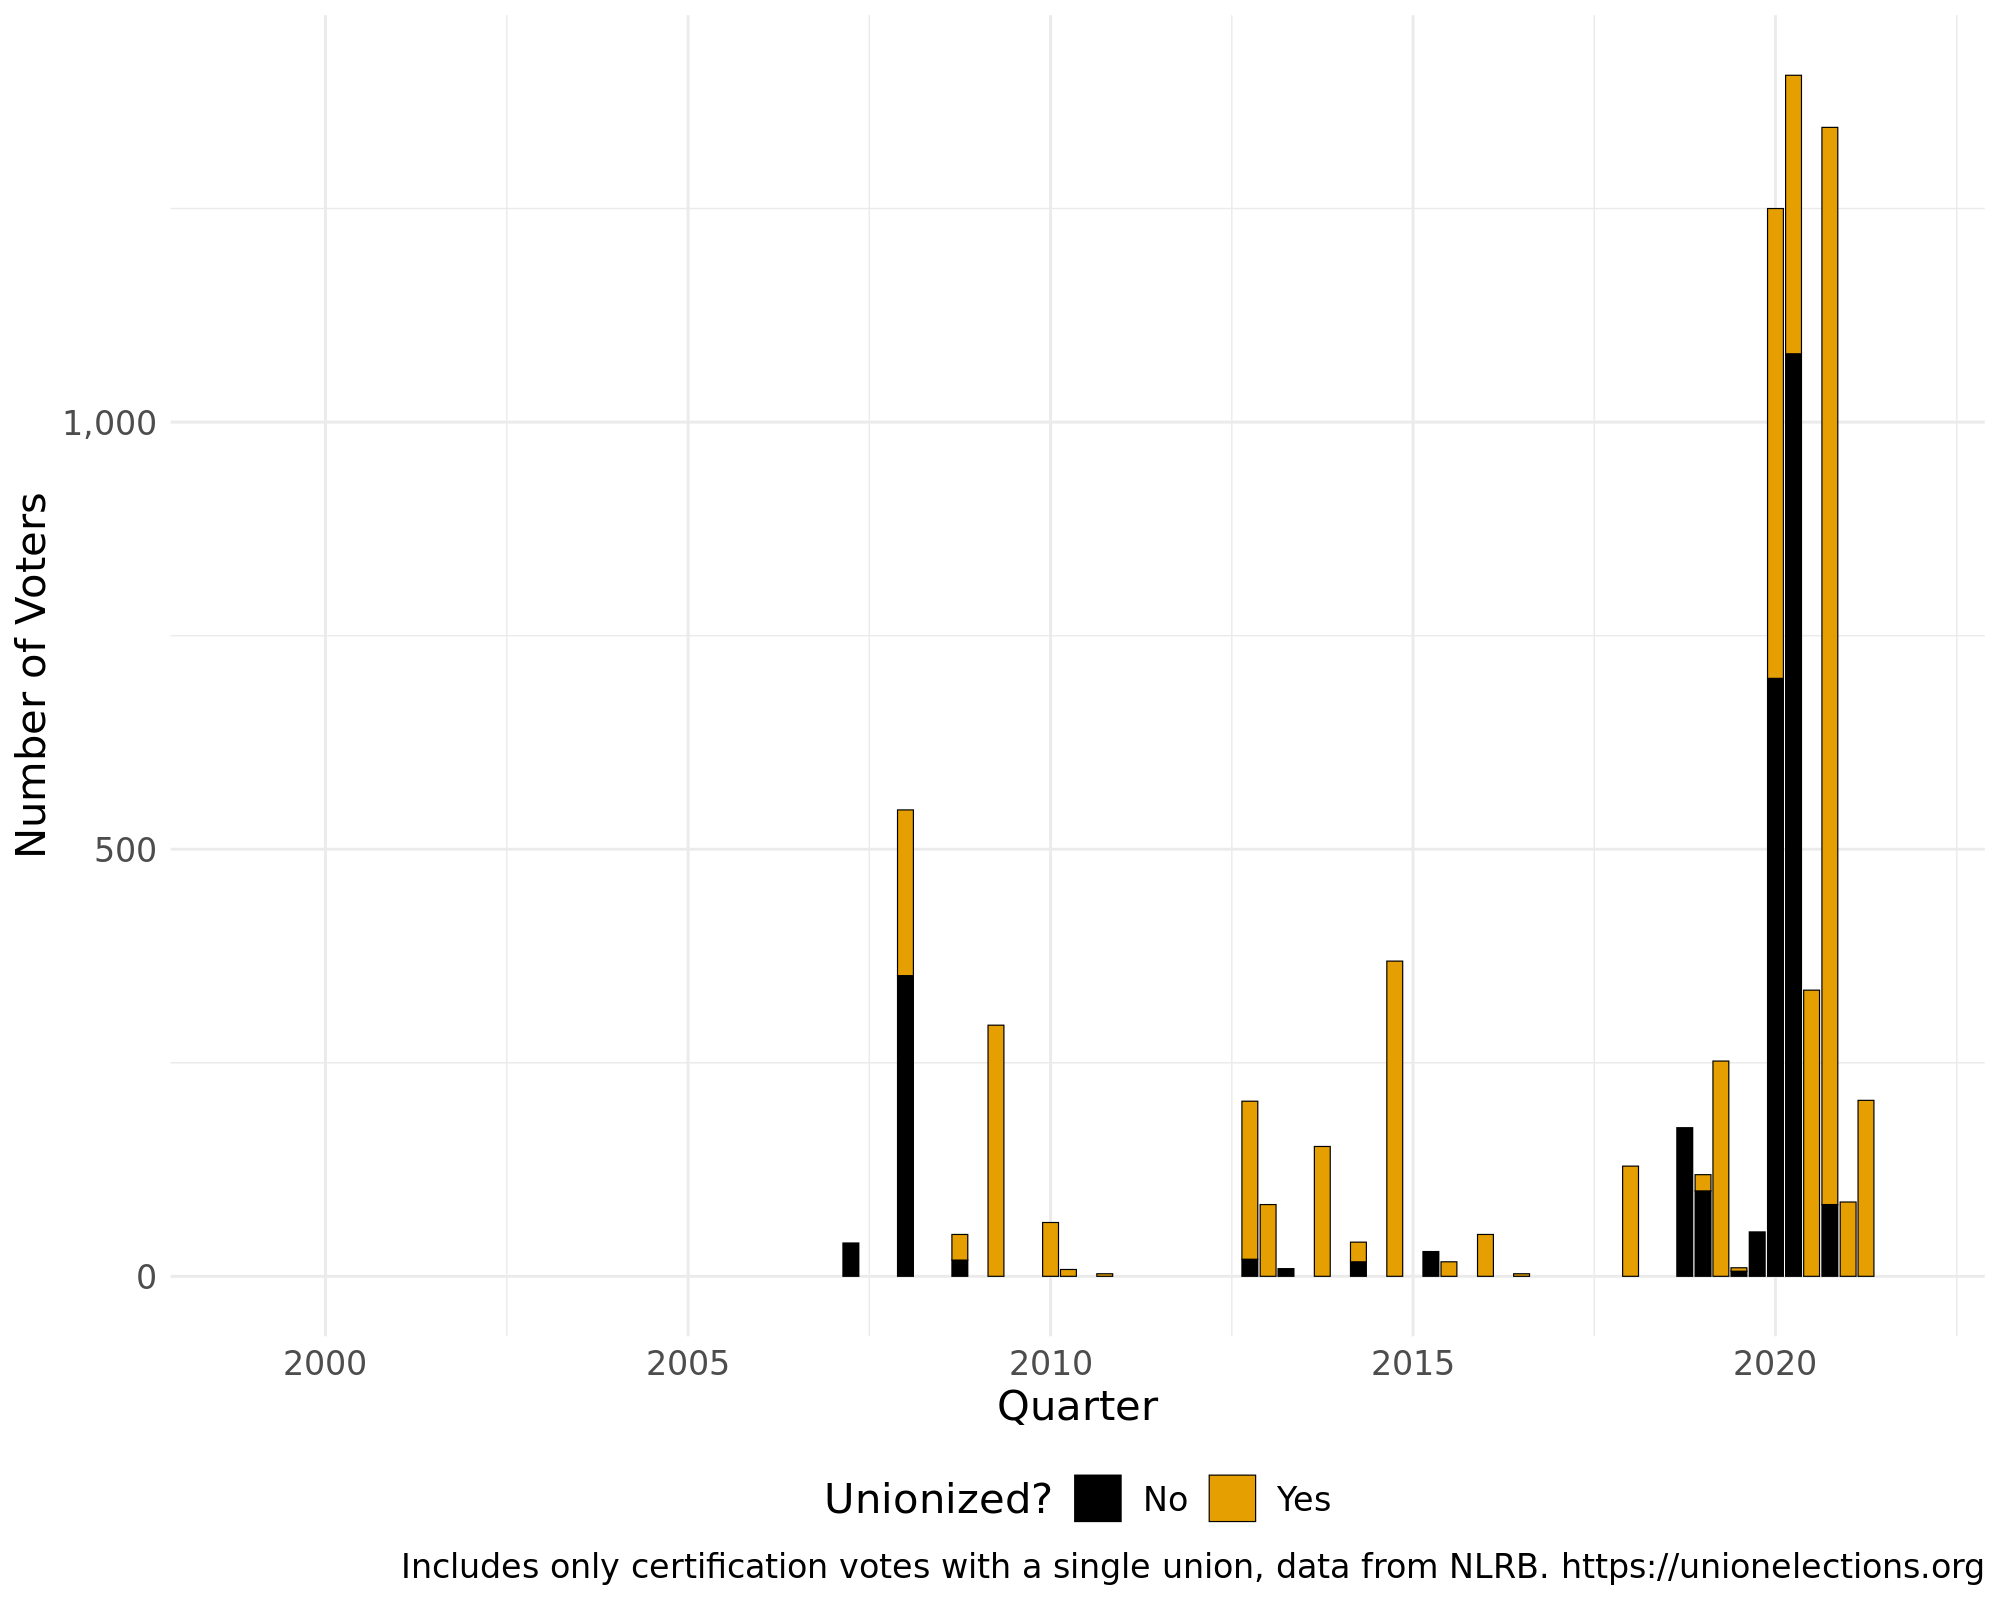 Number of Voters
1,000
500
0
2000 2005 2010 2015 2020
Quarter
Unionized? No Yes
Includes only certification votes with a single union, data from NLRB. https://unionelections.org